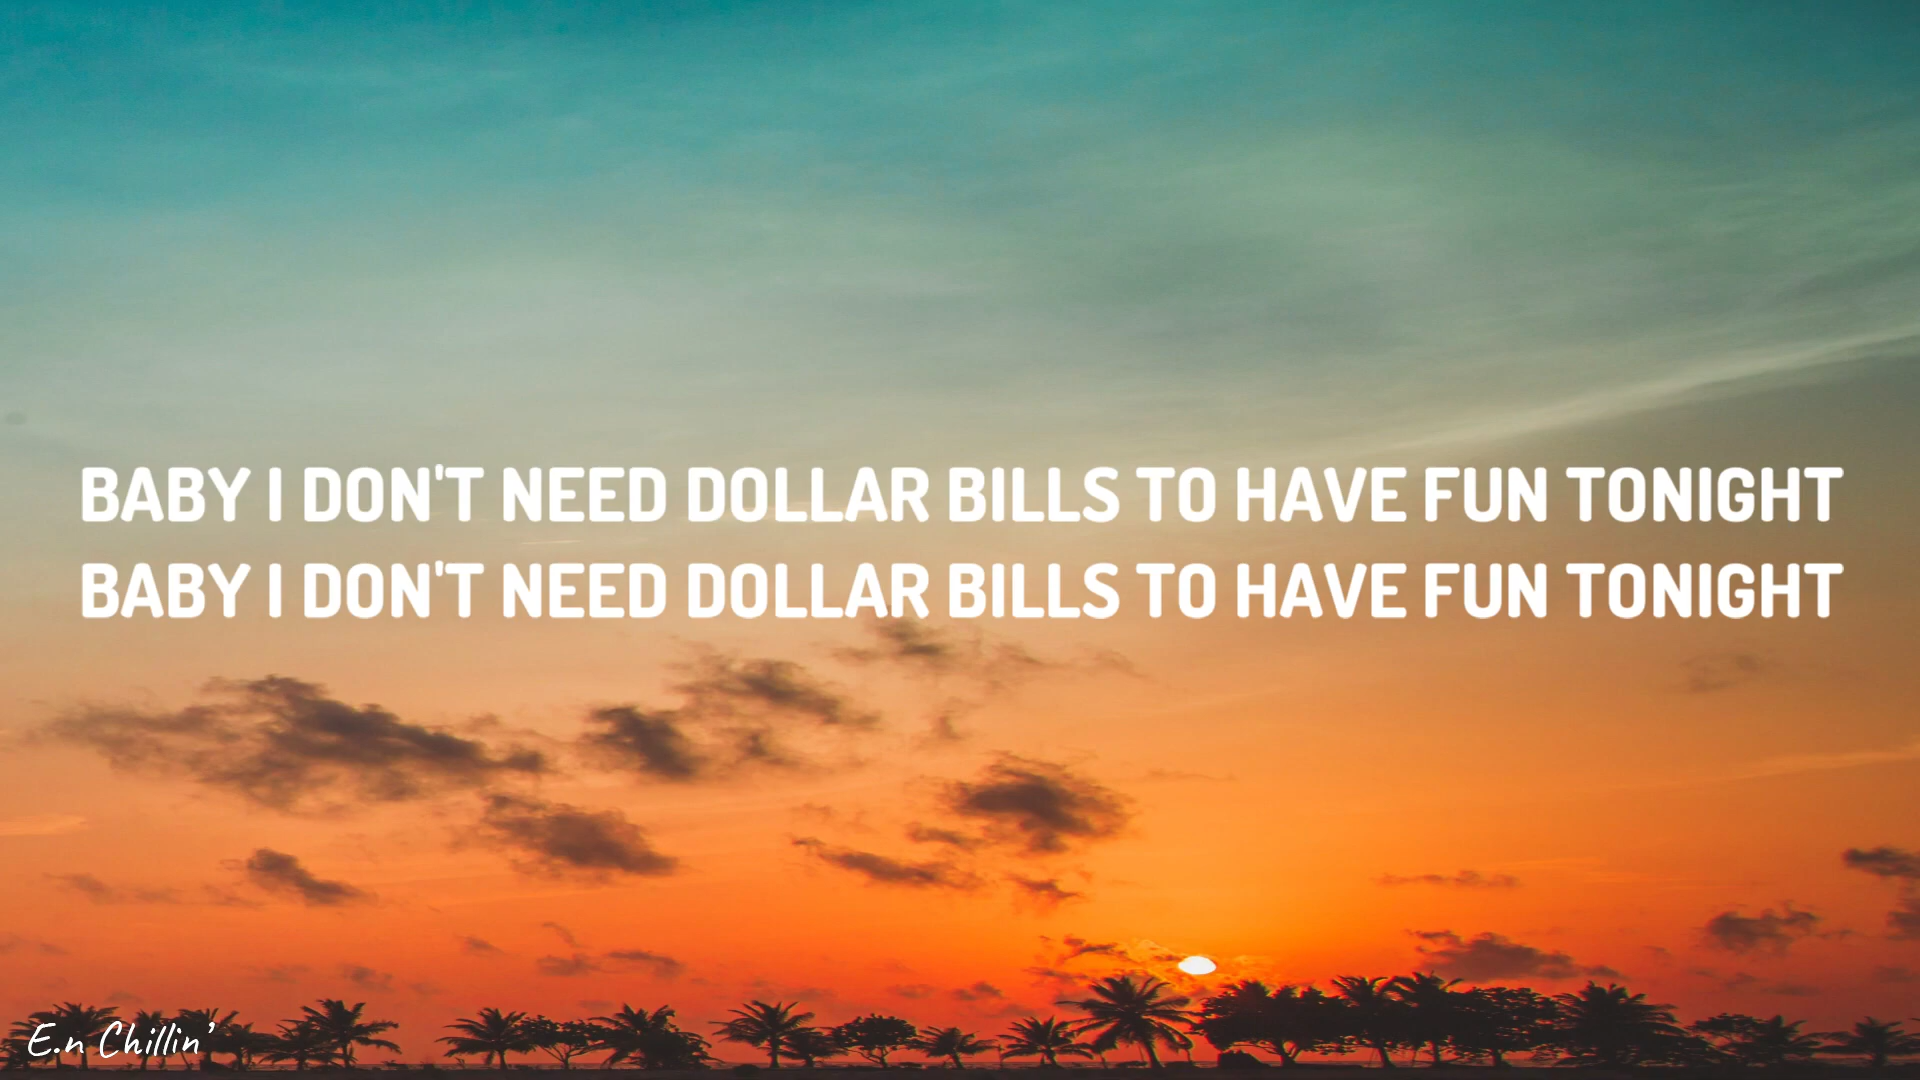 BABY I DON'T NEED DOLLAR BILLS TO HAVE FUN TONIGHT
BABY I DON'T NEED DOLLAR BILLS TO HAVE FUN TONIGHT
E.n Chillin'